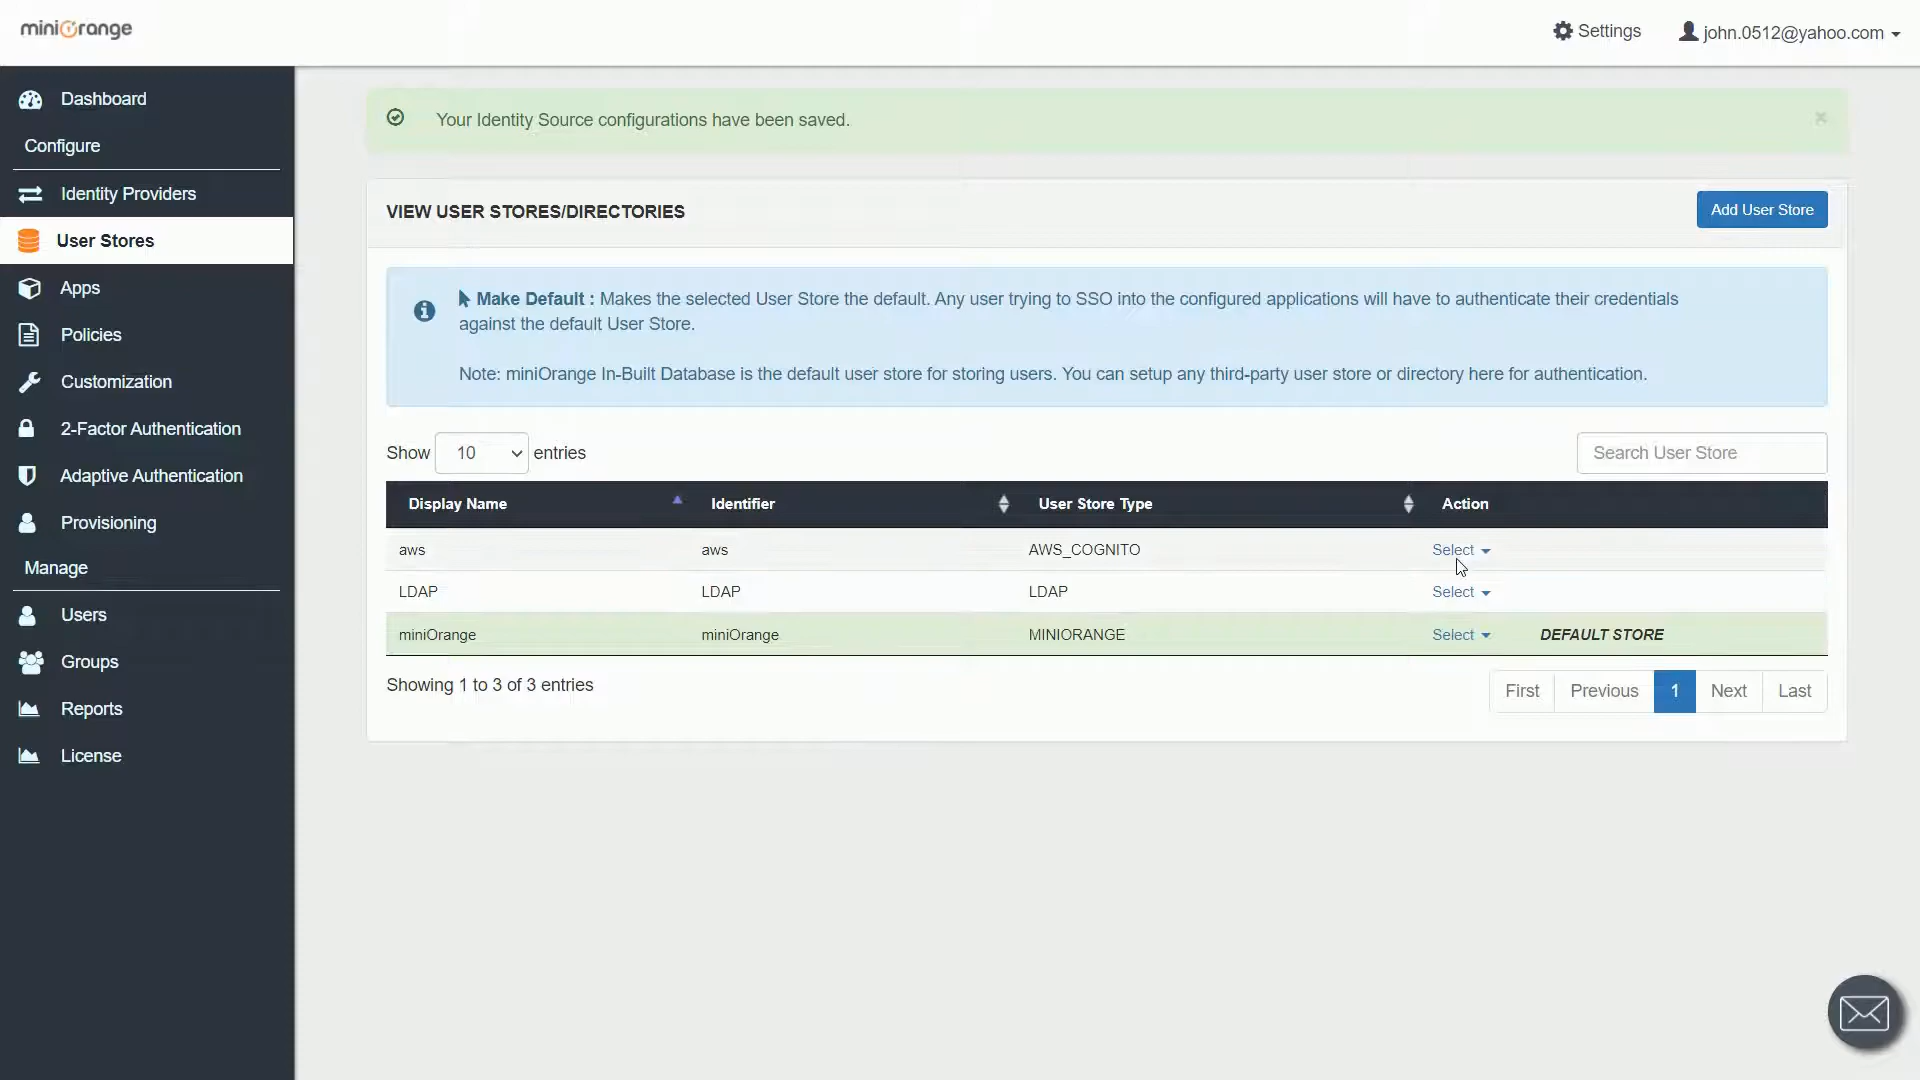 miniOrange
Settings
john.0512@yahoo.com
Dashboard
Configure
Identity Providers
User Stores
Apps
Policies
Customization
2-Factor Authentication
Adaptive Authentication
Provisioning
Manage
Users
Groups
Reports
License
Your Identity Source configurations have been saved.
×
VIEW USER STORES/DIRECTORIES
Add User Store
Make Default : Makes the selected User Store the default. Any user trying to SSO into the configured applications will have to authenticate their credentials
against the default User Store.
Note: miniOrange In-Built Database is the default user store for storing users. You can setup any third-party user store or directory here for authentication.
Show 10 entries
Search User Store
Display Name Identifier User Store Type Action
aws aws AWS_COGNITO Select
LDAP LDAP LDAP Select
miniOrange miniOrange MINIORANGE Select DEFAULT STORE
Showing 1 to 3 of 3 entries
First Previous 1 Next Last